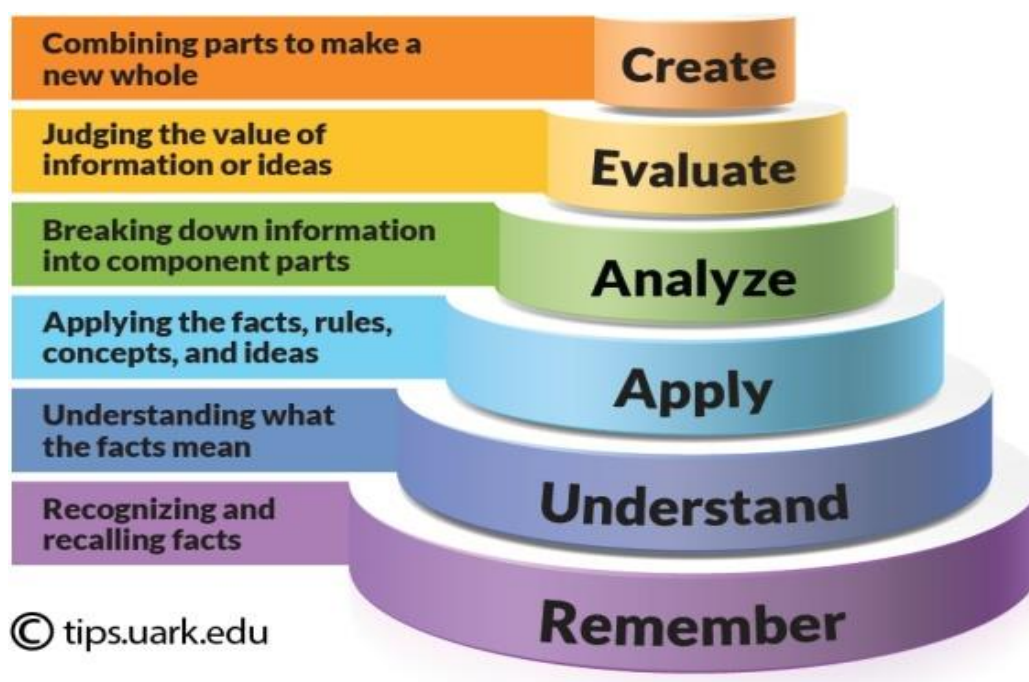 Combining parts to make a
new whole
Create
Judging the value of
information or ideas
Evaluate
Breaking down information
into component parts
Analyze
Applying the facts, rules,
concepts, and ideas
Apply
Understanding what
the facts mean
Understand
Recognizing and
recalling facts
Remember
© tips.uark.edu